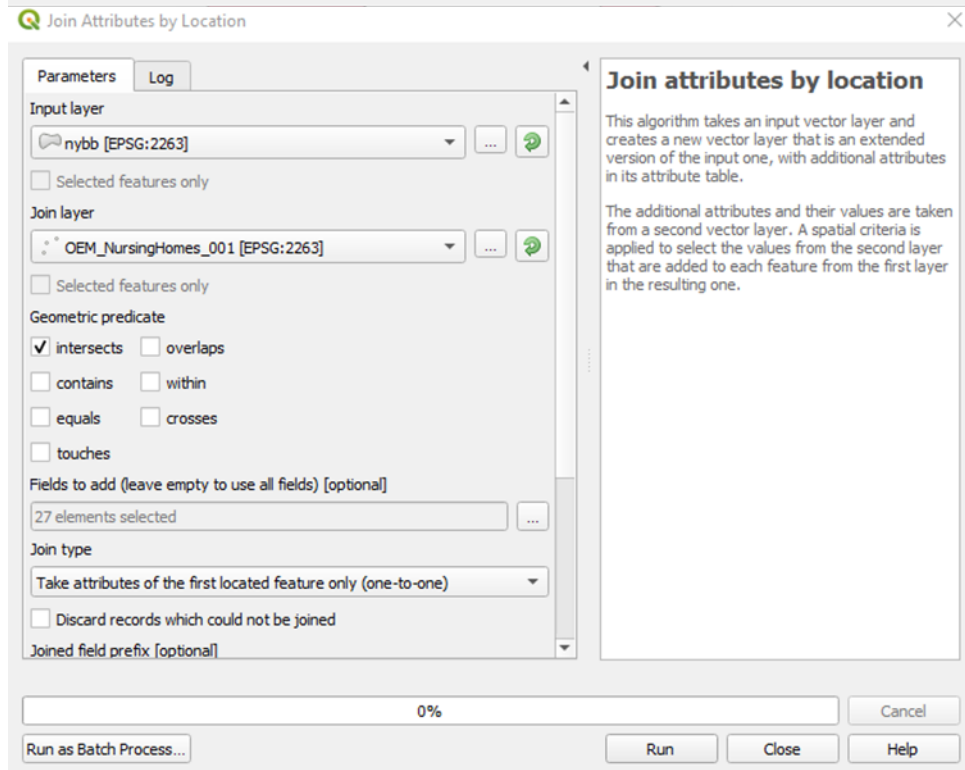 Join Attributes by Location
Parameters
Log
Input layer
nybb [EPSG:2263]
...
Selected features only
Join layer
OEM_NursingHomes_001 [EPSG:2263]
...
Selected features only
Geometric predicate
intersects
overlaps
contains
within
equals
crosses
touches
Fields to add (leave empty to use all fields) [optional]
27 elements selected
...
Join type
Take attributes of the first located feature only (one-to-one)
Discard records which could not be joined
Joined field prefix [optional]
Join attributes by location
This algorithm takes an input vector layer and
creates a new vector layer that is an extended
version of the input one, with additional attributes
in its attribute table.
The additional attributes and their values are taken
from a second vector layer. A spatial criteria is
applied to select the values from the second layer
that are added to each feature from the first layer
in the resulting one.
0%
Cancel
Run as Batch Process...
Run
Close
Help